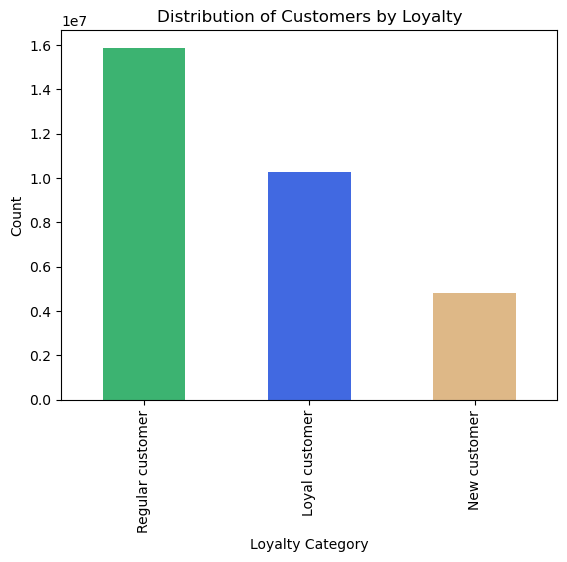 Distribution of Customers by Loyalty
1e7
1.6
1.4
1.2
1.0
0.8
0.6
0.4
0.2
0.0
Count
Regular customer
Loyal customer
New customer
Loyalty Category